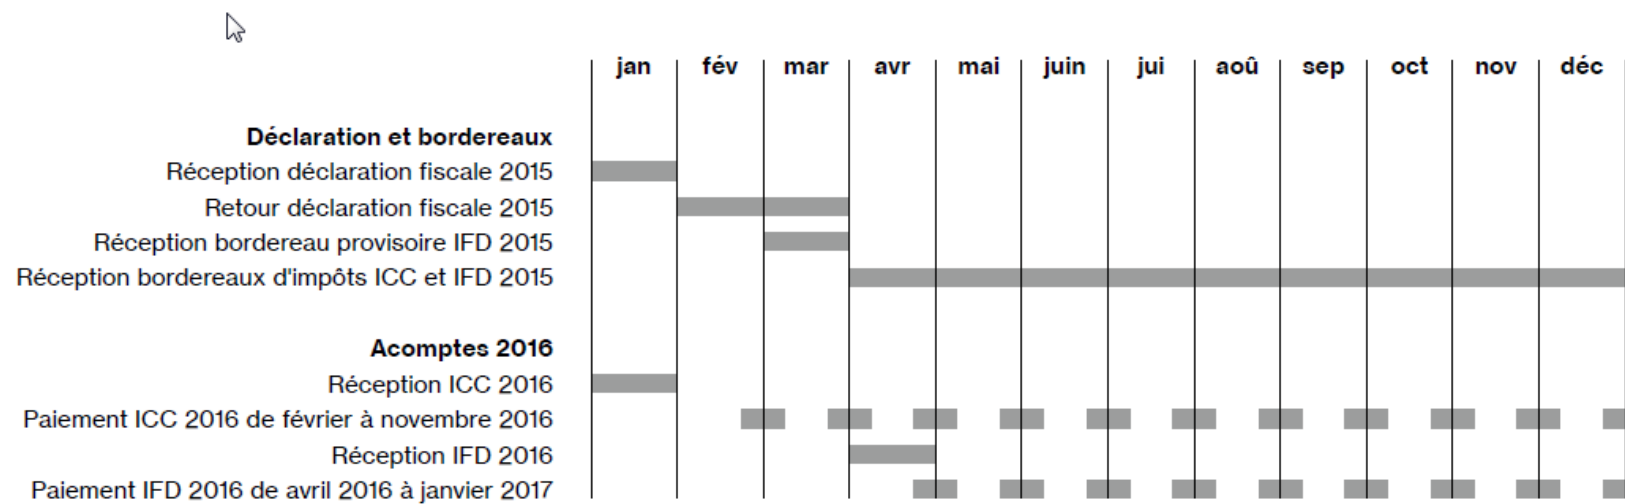 jan fév mar avr mai juin jui aoû sep oct nov déc
Déclaration et bordereaux
Réception déclaration fiscale 2015
Retour déclaration fiscale 2015
Réception bordereau provisoire IFD 2015
Réception bordereaux d'impôts ICC et IFD 2015
Acomptes 2016
Réception ICC 2016
Paiement ICC 2016 de février à novembre 2016
Réception IFD 2016
Paiement IFD 2016 de avril 2016 à janvier 2017